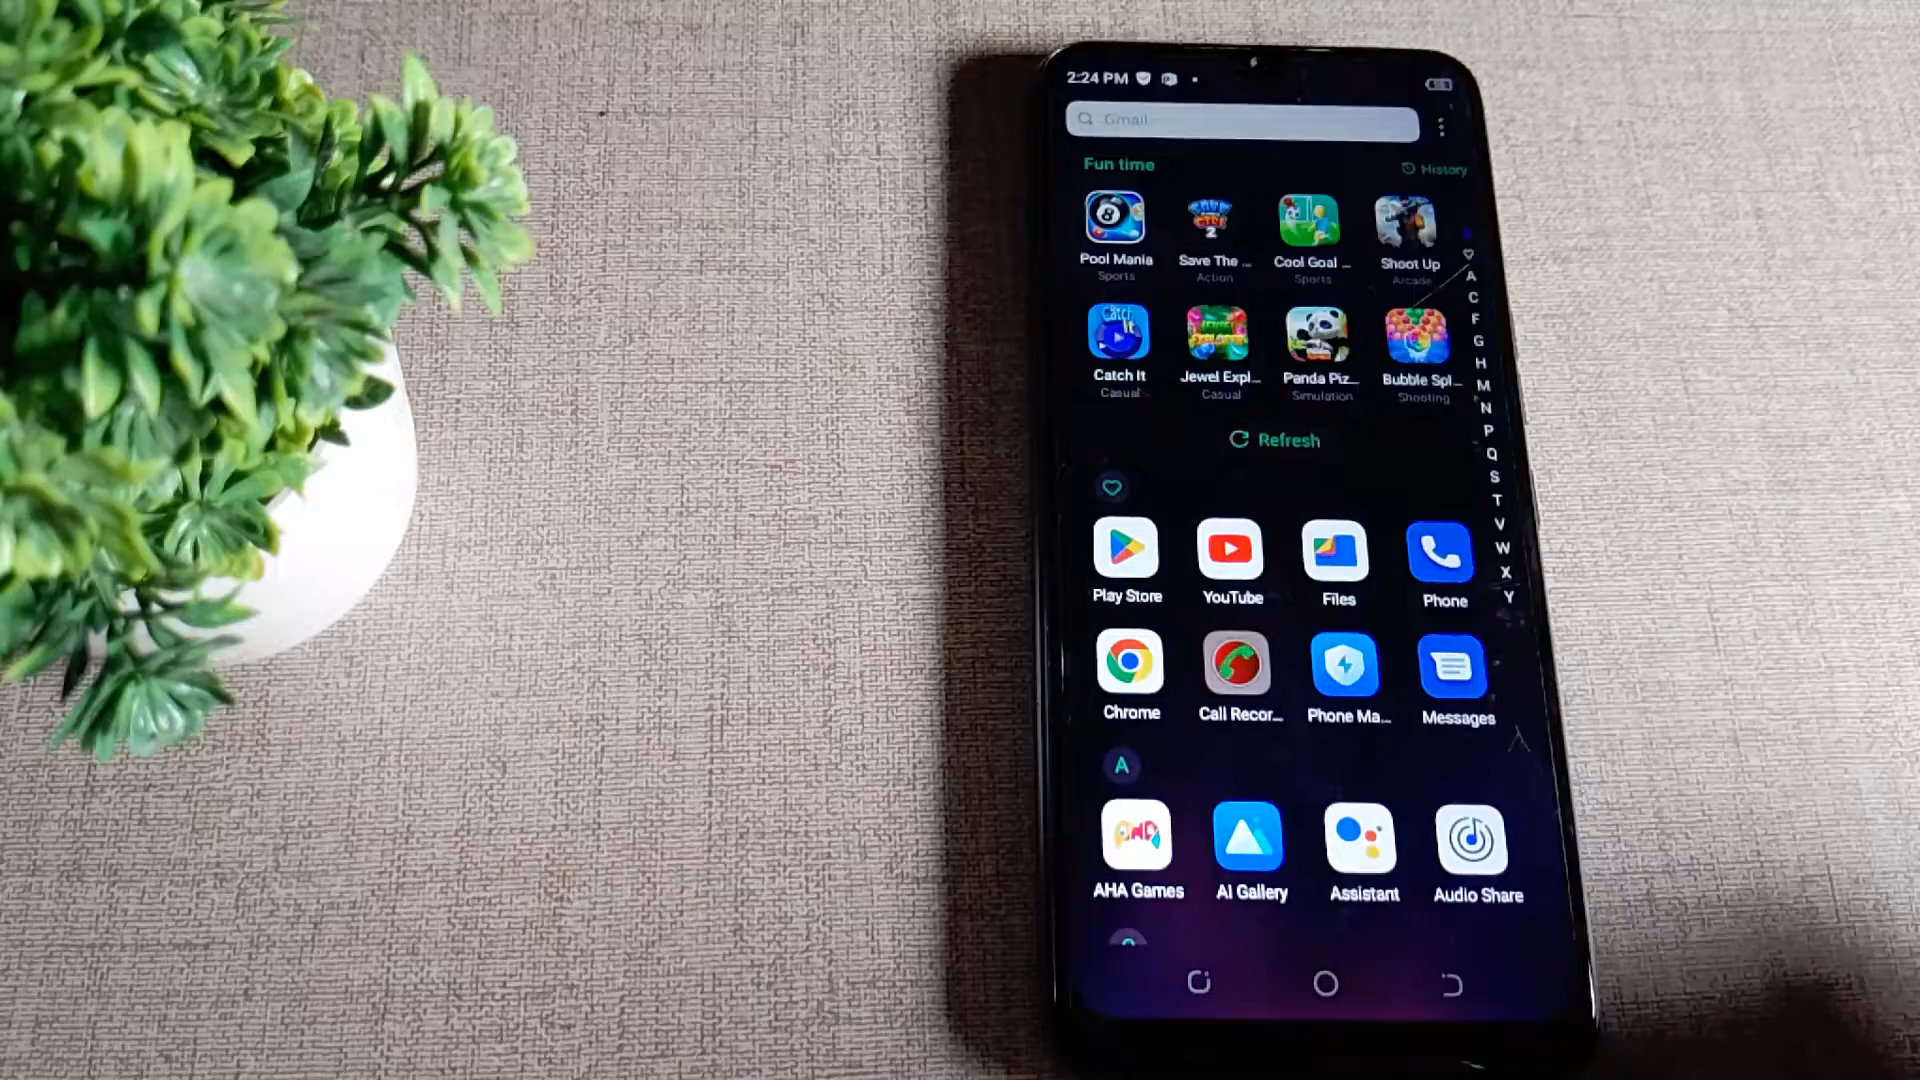 2:24 PM
Gmail
Fun time
History
Pool Mania
Save The ...
Cool Goal ...
Shoot Up
Sports
Action
Sports
Arcade
Catch It
Jewel Expl...
Panda Piz...
Bubble Spl...
Casual
Casual
Simulation
Shooting
Refresh
Play Store
YouTube
Files
Phone
Chrome
Call Recor...
Phone Ma...
Messages
A
AHA Games
AI Gallery
Assistant
Audio Share
A
C
F
G
H
M
N
P
Q
S
T
V
W
X
Y